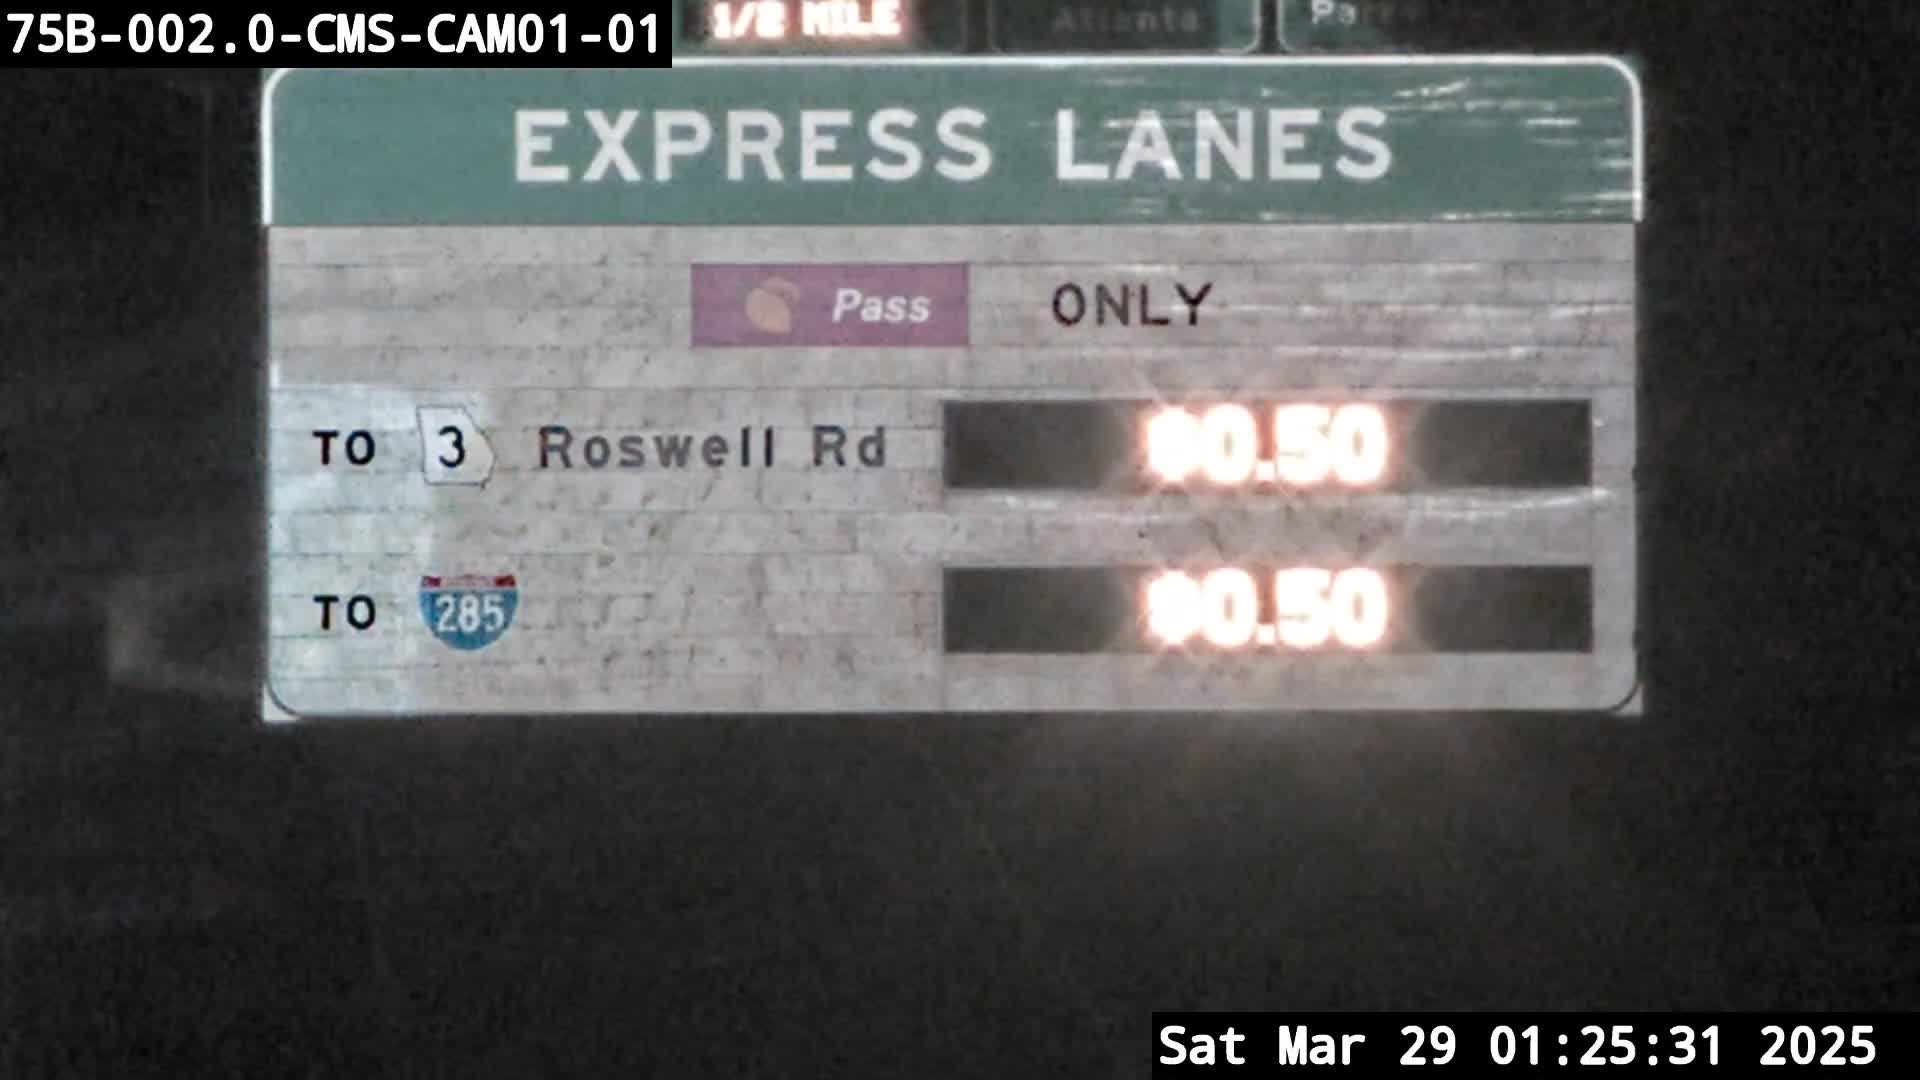 75B-002.0-CMS-CAM01-01
1/2 MILE
Atlanta
EXPRESS LANES
Pass ONLY
TO 3 Roswell Rd $0.50
TO 285 $0.50
Sat Mar 29 01:25:31 2025